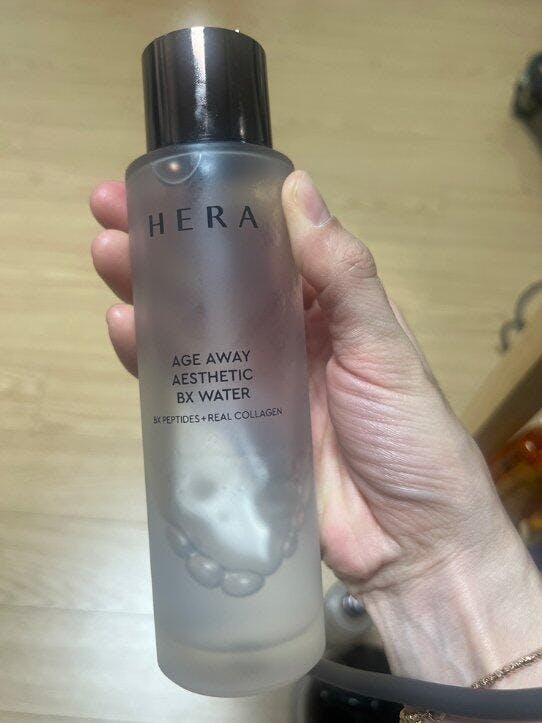 HERA
AGE AWAY
AESTHETIC
BX WATER
BX PEPTIDES+REAL COLLAGEN